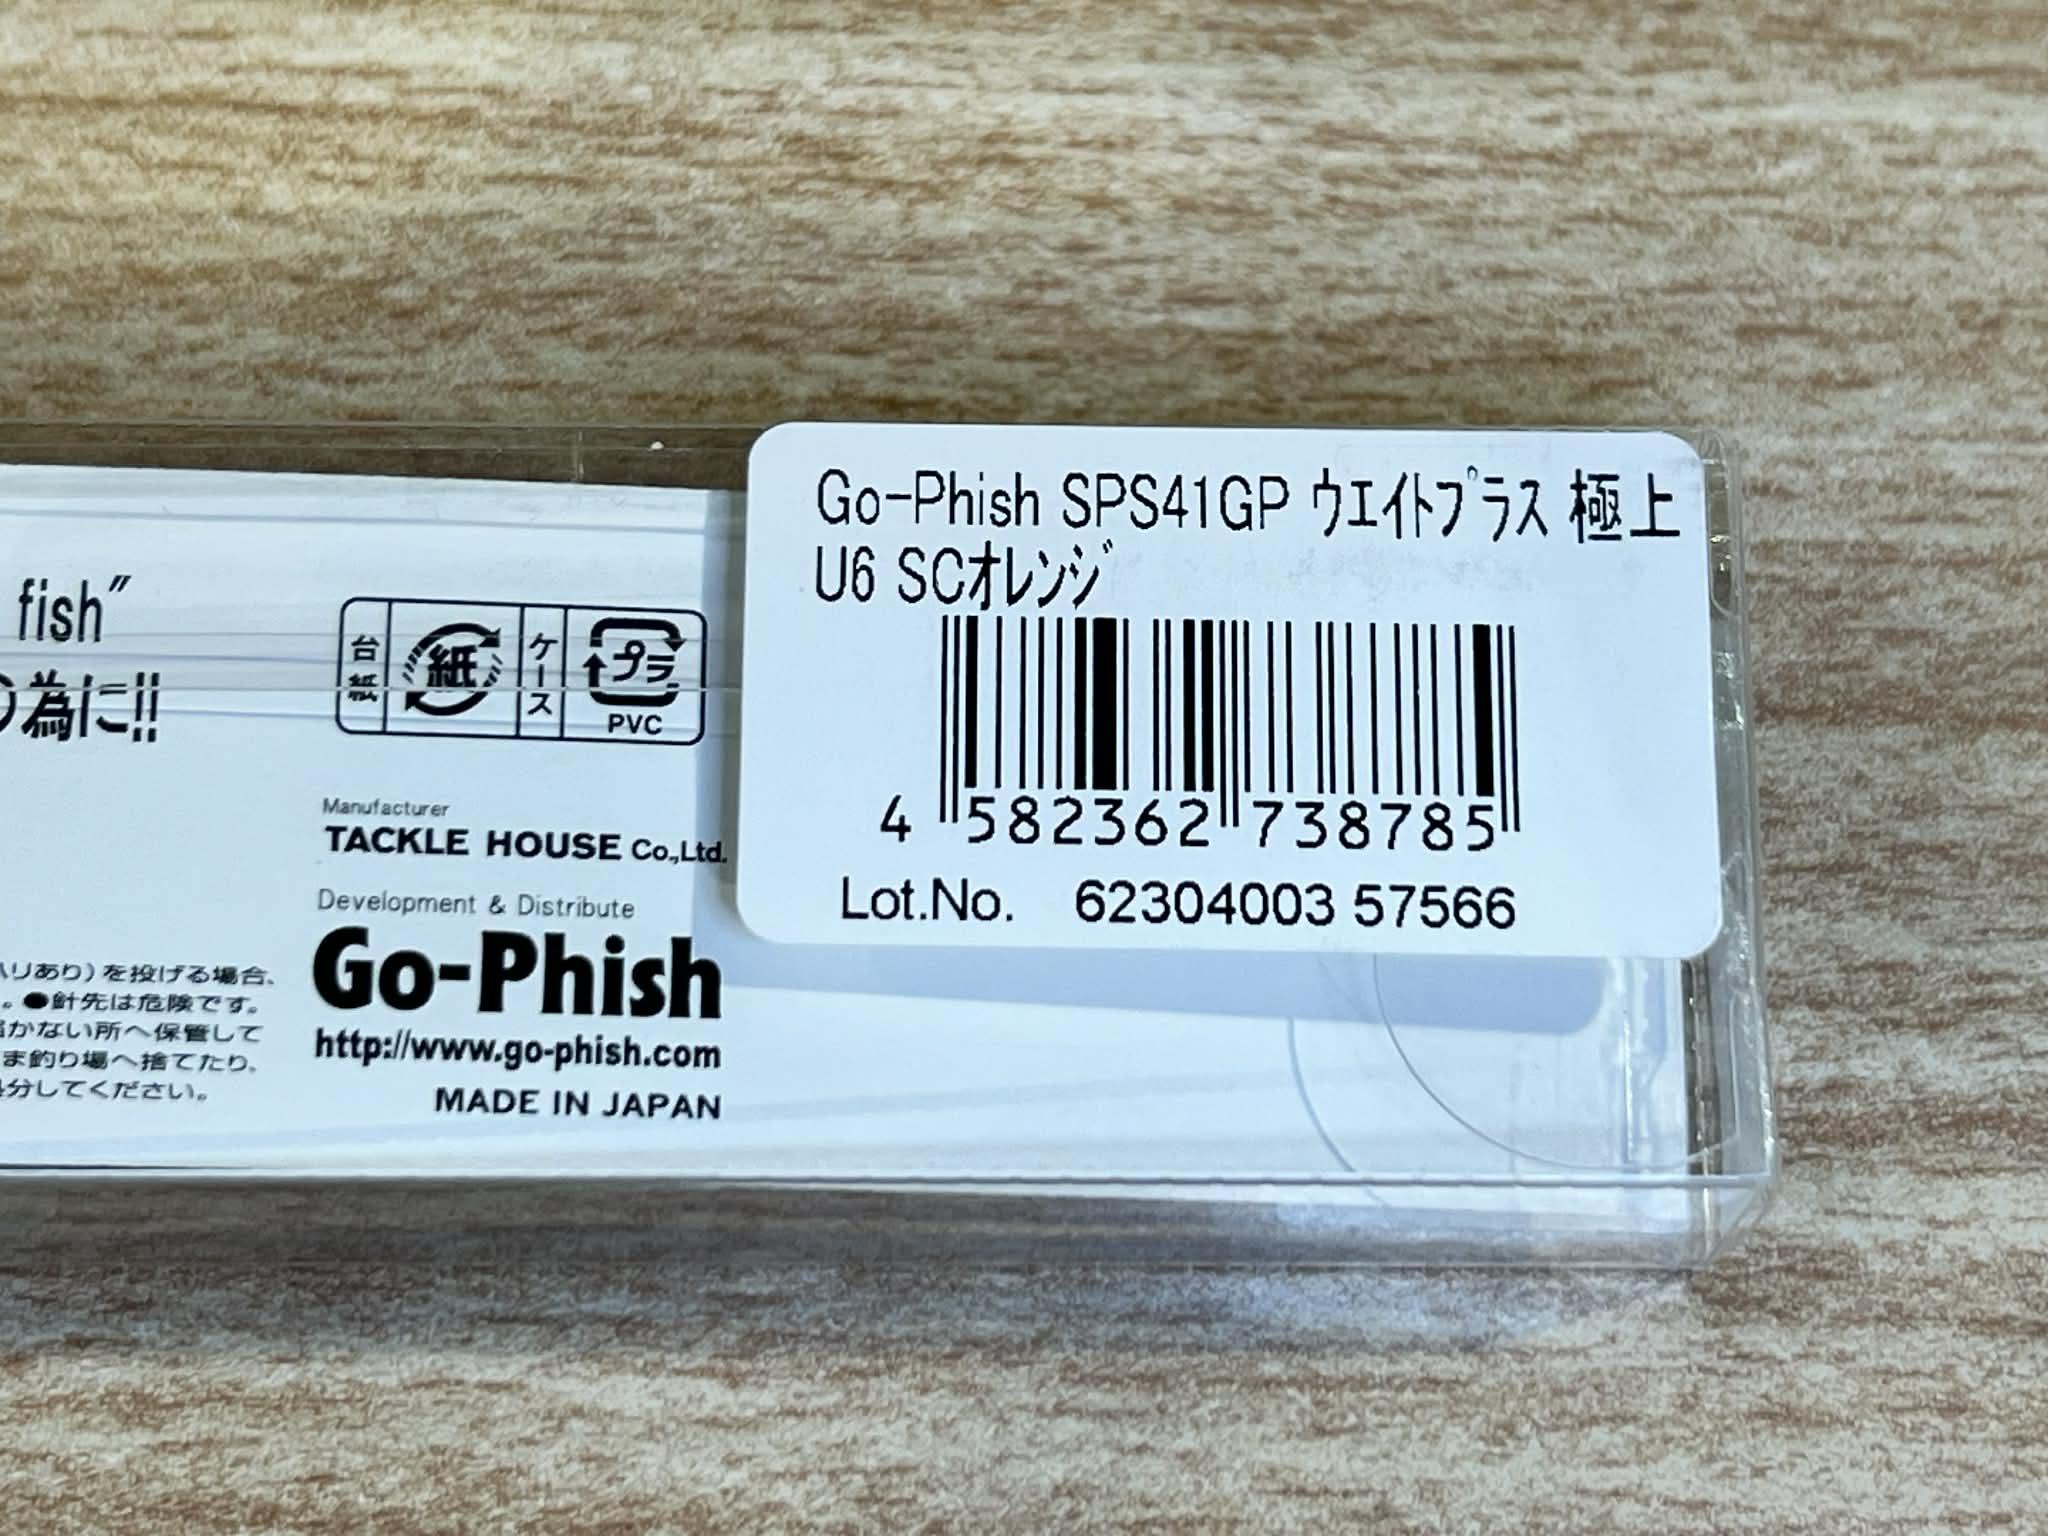 Go-Phish SPS41GP ｳｴｲﾄﾌﾟﾗｽ 極上
U6 SCｵﾚﾝｼﾞ
4 582362 738785
Lot.No. 62304003 57566
fish"
の為に!!
台紙
紙
ケース
プラ
PVC
Manufacturer
TACKLE HOUSE Co.,Ltd.
Development & Distribute
Go-Phish
http://www.go-phish.com
MADE IN JAPAN
ハリあり)を投げる場合、
。●針先は危険です。
届かない所へ保管して
ま釣り場へ捨てたり、
処分してください。